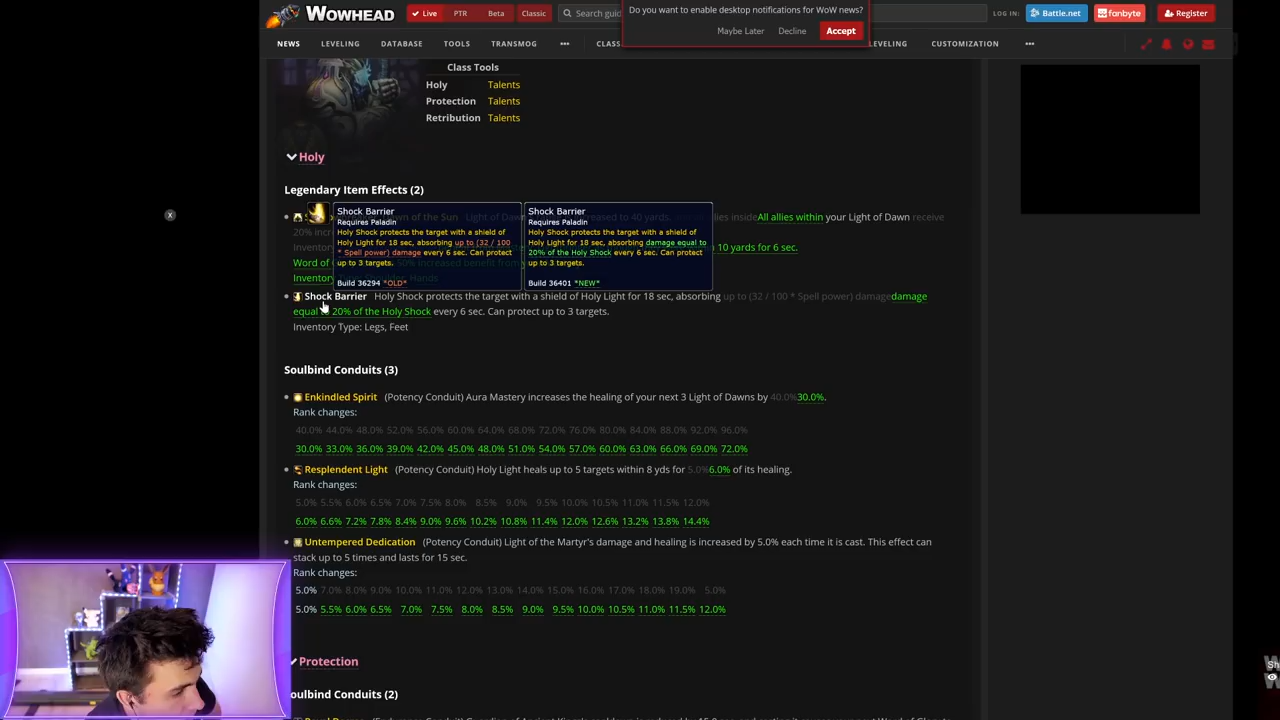 WOWHEAD
Live
PTR
Beta
Classic
Search guid
Do you want to enable desktop notifications for WoW news?
Maybe Later
Decline
Accept
LOG IN:
Battle.net
fanbyte
Register
NEWS
LEVELING
DATABASE
TOOLS
TRANSMOG
•••
CLASS
LEVELING
CUSTOMIZATION
•••
Class Tools
Holy Talents
Protection Talents
Retribution Talents
Holy
Legendary Item Effects (2)
All allies within your Light of Dawn receive
20% incre
Inventory
10 yards for 6 sec.
Word of
Inventory Type: Shoulder, Hands
Shock Barrier
Requires Paladin
Holy Shock protects the target with a shield of
Holy Light for 18 sec, absorbing up to (32 / 100
* Spell power) damage every 6 sec. Can protect
up to 3 targets.
Build 36294 *OLD*
Shock Barrier
Requires Paladin
Holy Shock protects the target with a shield of
Holy Light for 18 sec, absorbing damage equal to
20% of the Holy Shock every 6 sec. Can protect
up to 3 targets.
Build 36401 *NEW*
Shock Barrier Holy Shock protects the target with a shield of Holy Light for 18 sec, absorbing up to (32 / 100 * Spell power) damagedamage
equal 20% of the Holy Shock every 6 sec. Can protect up to 3 targets.
Inventory Type: Legs, Feet
Soulbind Conduits (3)
Enkindled Spirit (Potency Conduit) Aura Mastery increases the healing of your next 3 Light of Dawns by 40.0%30.0%.
Rank changes:
40.0% 44.0% 48.0% 52.0% 56.0% 60.0% 64.0% 68.0% 72.0% 76.0% 80.0% 84.0% 88.0% 92.0% 96.0%
30.0% 33.0% 36.0% 39.0% 42.0% 45.0% 48.0% 51.0% 54.0% 57.0% 60.0% 63.0% 66.0% 69.0% 72.0%
Resplendent Light (Potency Conduit) Holy Light heals up to 5 targets within 8 yds for 5.0%6.0% of its healing.
Rank changes:
5.0% 5.5% 6.0% 6.5% 7.0% 7.5% 8.0% 8.5% 9.0% 9.5% 10.0% 10.5% 11.0% 11.5% 12.0%
6.0% 6.6% 7.2% 7.8% 8.4% 9.0% 9.6% 10.2% 10.8% 11.4% 12.0% 12.6% 13.2% 13.8% 14.4%
Untempered Dedication (Potency Conduit) Light of the Martyr's damage and healing is increased by 5.0% each time it is cast. This effect can
stack up to 5 times and lasts for 15 sec.
Rank changes:
5.0% 7.0% 8.0% 9.0% 10.0% 11.0% 12.0% 13.0% 14.0% 15.0% 16.0% 17.0% 18.0% 19.0% 5.0%
5.0% 5.5% 6.0% 6.5% 7.0% 7.5% 8.0% 8.5% 9.0% 9.5% 10.0% 10.5% 11.0% 11.5% 12.0%
Protection
Soulbind Conduits (2)
X
Sh